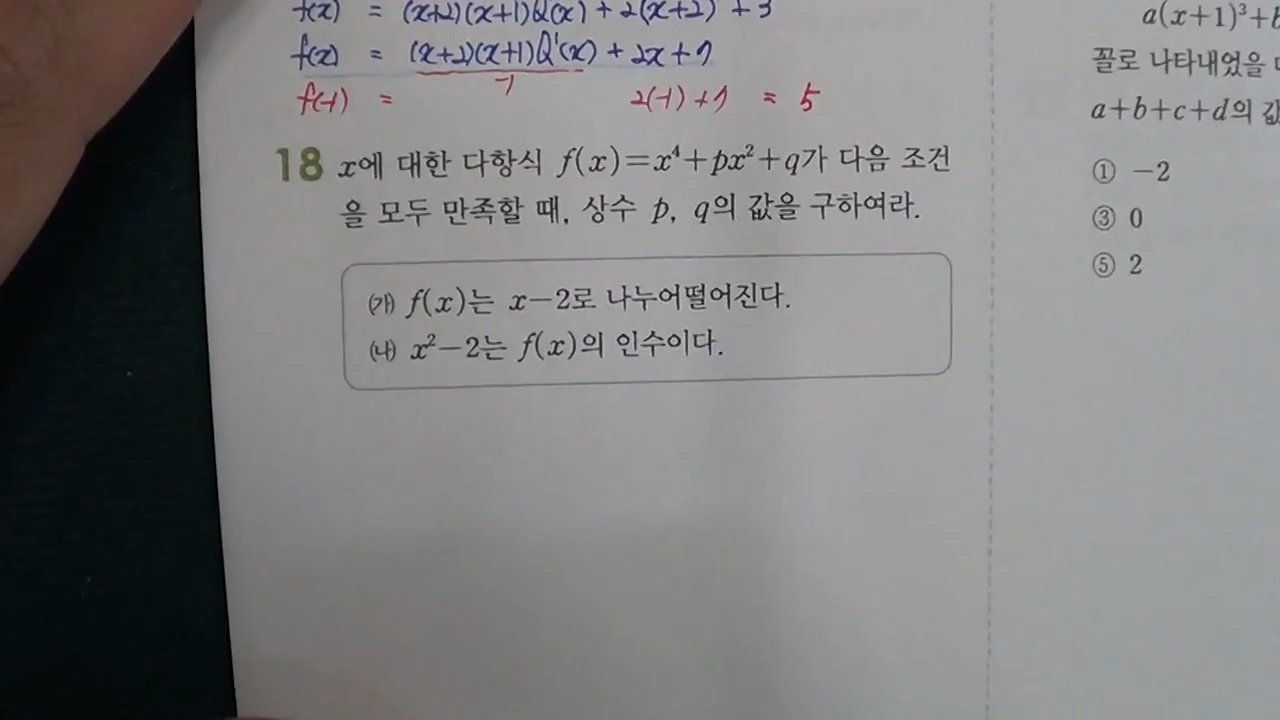 f(x) = (x+2)(x+1)Q(x) + 2(x+2) + 3
f(x) = (x+2)(x+1)Q'(x) + 2x+7
f(-1) = 2(-1)+7 = 5
18 x에 대한 다항식 f(x)=x⁴+px²+q가 다음 조건
을 모두 만족할 때, 상수 p, q의 값을 구하여라.
㈎ f(x)는 x-2로 나누어떨어진다.
㈏ x²-2는 f(x)의 인수이다.
a(x+1)³+b
꼴로 나타내었을
a+b+c+d의 값
① -2
③ 0
⑤ 2